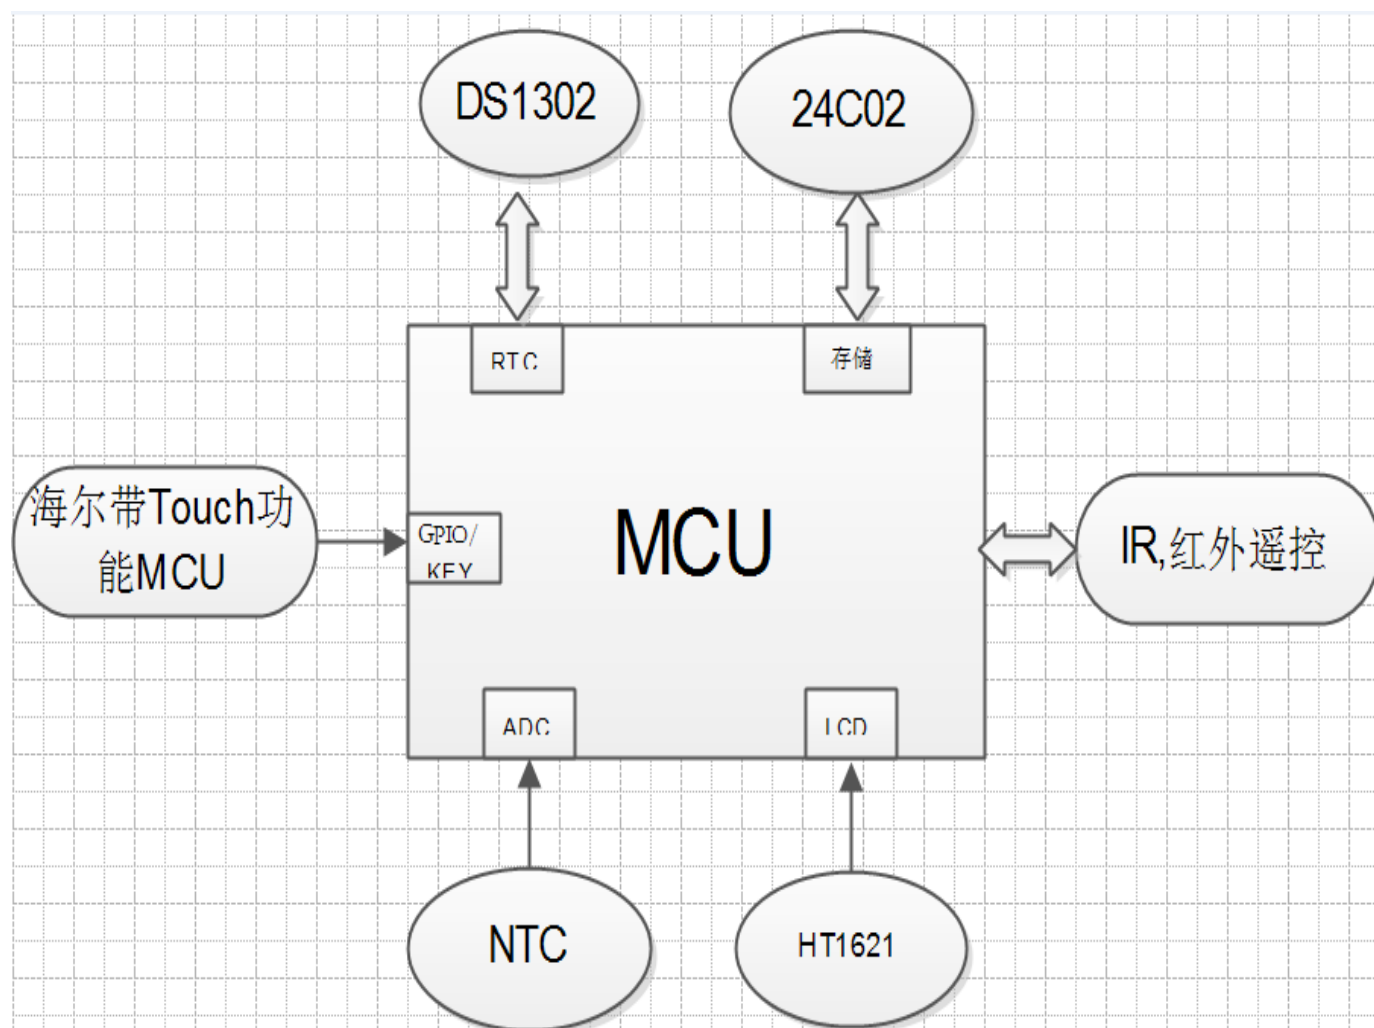 DS1302
24C02
RTC
存储
海尔带Touch功
能MCU
GPIO/
KEY
MCU
IR,红外遥控
ADC
LCD
NTC
HT1621